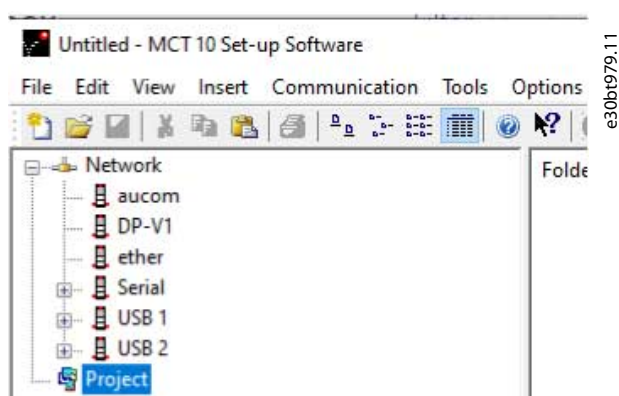 Untitled - MCT 10 Set-up Software
File Edit View Insert Communication Tools Options
Network
aucom
DP-V1
ether
Serial
USB 1
USB 2
Project
Folde
e30bt979.11